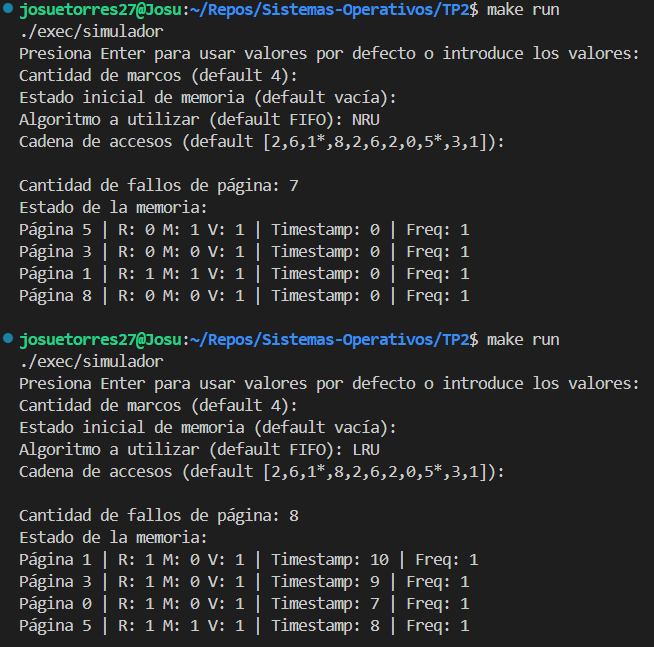 josuetorres27@Josu:~/Repos/Sistemas-Operativos/TP2$ make run
./exec/simulador
Presiona Enter para usar valores por defecto o introduce los valores:
Cantidad de marcos (default 4):
Estado inicial de memoria (default vacía):
Algoritmo a utilizar (default FIFO): NRU
Cadena de accesos (default [2,6,1*,8,2,6,2,0,5*,3,1]):
Cantidad de fallos de página: 7
Estado de la memoria:
Página 5 | R: 0 M: 1 V: 1 | Timestamp: 0 | Freq: 1
Página 3 | R: 0 M: 0 V: 1 | Timestamp: 0 | Freq: 1
Página 1 | R: 1 M: 1 V: 1 | Timestamp: 0 | Freq: 1
Página 8 | R: 0 M: 0 V: 1 | Timestamp: 0 | Freq: 1
josuetorres27@Josu:~/Repos/Sistemas-Operativos/TP2$ make run
./exec/simulador
Presiona Enter para usar valores por defecto o introduce los valores:
Cantidad de marcos (default 4):
Estado inicial de memoria (default vacía):
Algoritmo a utilizar (default FIFO): LRU
Cadena de accesos (default [2,6,1*,8,2,6,2,0,5*,3,1]):
Cantidad de fallos de página: 8
Estado de la memoria:
Página 1 | R: 1 M: 0 V: 1 | Timestamp: 10 | Freq: 1
Página 3 | R: 1 M: 0 V: 1 | Timestamp: 9 | Freq: 1
Página 0 | R: 1 M: 0 V: 1 | Timestamp: 7 | Freq: 1
Página 5 | R: 1 M: 1 V: 1 | Timestamp: 8 | Freq: 1